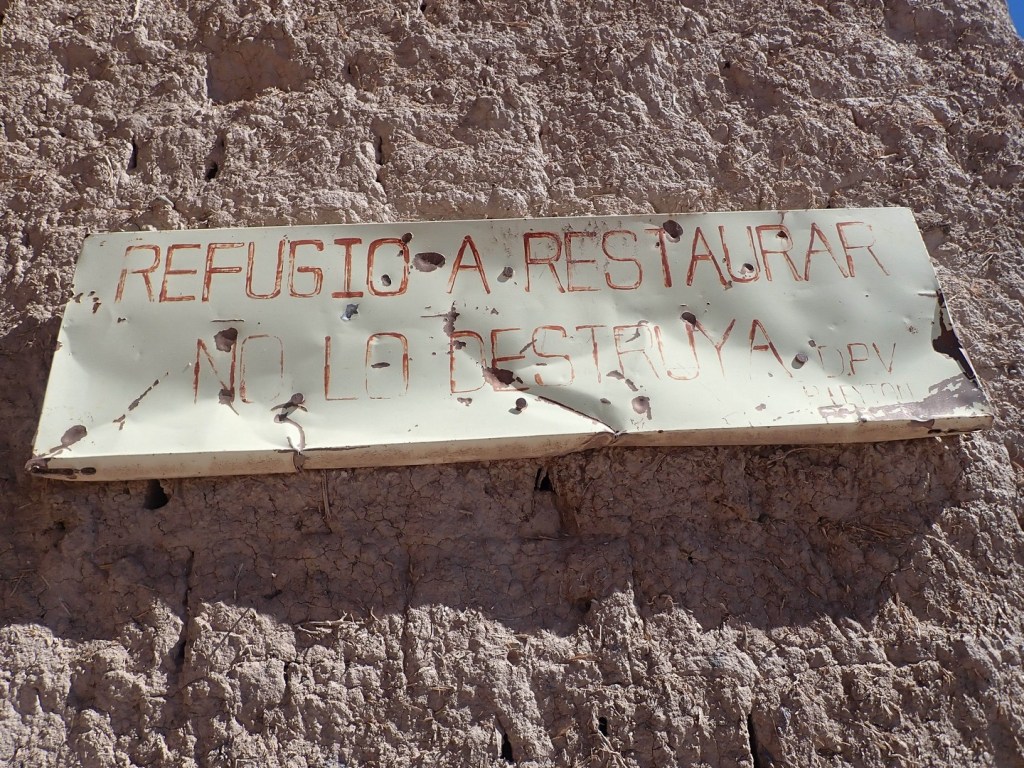 REFUGIO A RESTAURAR
NO LO DESTRUYA D.P.V